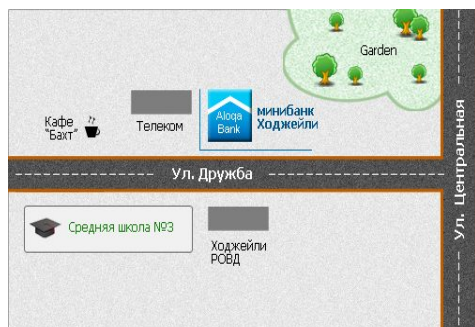 Garden
Кафе
"Бахт"
Телеком
Aloqa
Bank
минибанк
Ходжейли
Ул. Дружба
Ул. Центральная
Средняя школа №3
Ходжейли
РОВД